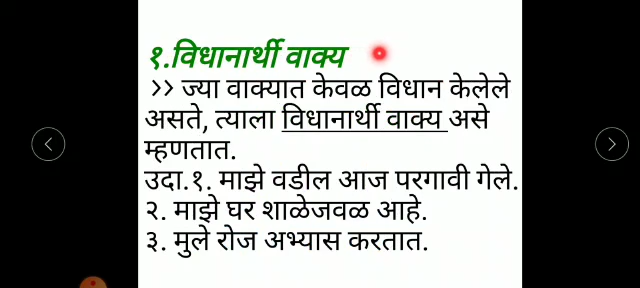 १.विधानार्थी वाक्य
>> ज्या वाक्यात केवळ विधान केलेले
असते, त्याला विधानार्थी वाक्य असे
म्हणतात.
उदा.१. माझे वडील आज परगावी गेले.
२. माझे घर शाळेजवळ आहे.
३. मुले रोज अभ्यास करतात.